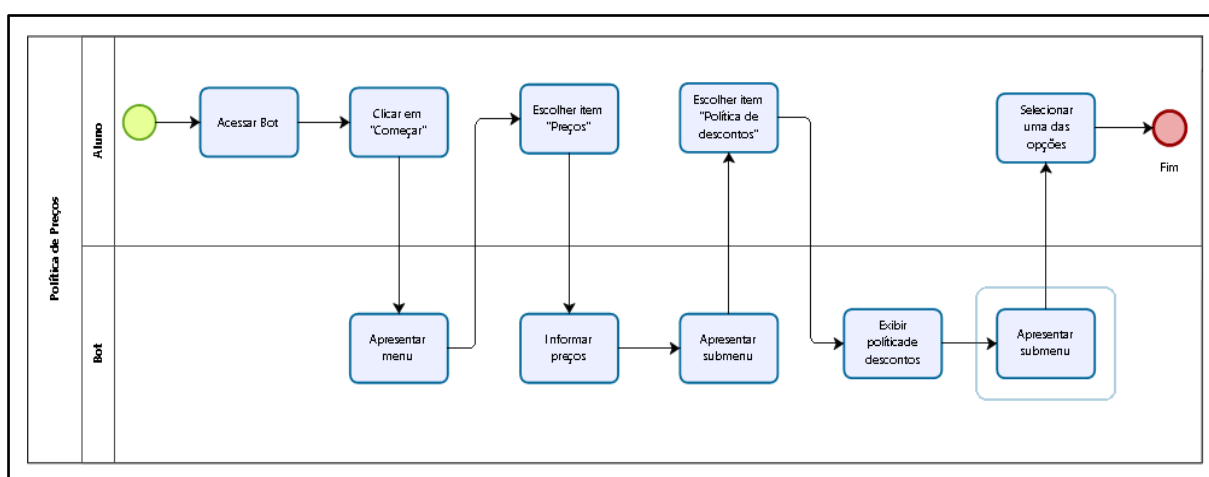 Política de Preços
Aluno
Acessar Bot
Clicar em
"Começar"
Escolher item
"Preços"
Escolher item
"Política de
descontos"
Selecionar
uma das
opções
Fim
Bot
Apresentar
menu
Informar
preços
Apresentar
submenu
Exibir
políticade
descontos
Apresentar
submenu